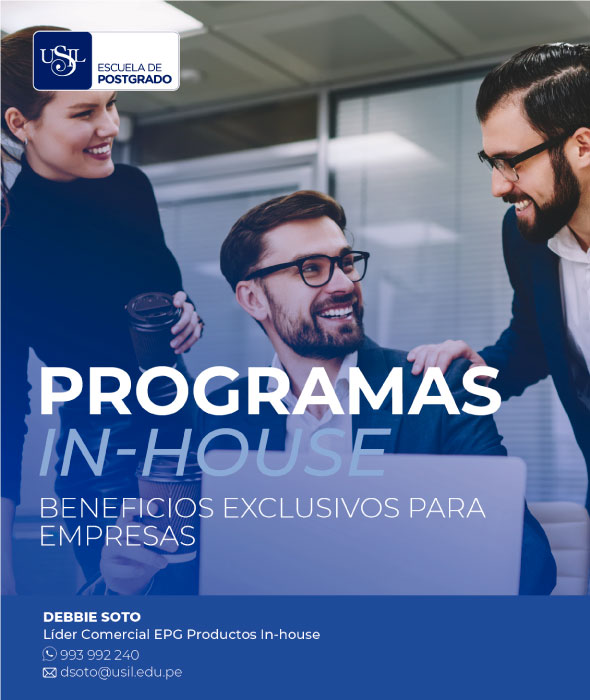 USIL
ESCUELA DE
POSTGRADO
PROGRAMAS
IN-HOUSE
BENEFICIOS EXCLUSIVOS PARA
EMPRESAS
DEBBIE SOTO
Líder Comercial EPG Productos In-house
993 992 240
dsoto@usil.edu.pe